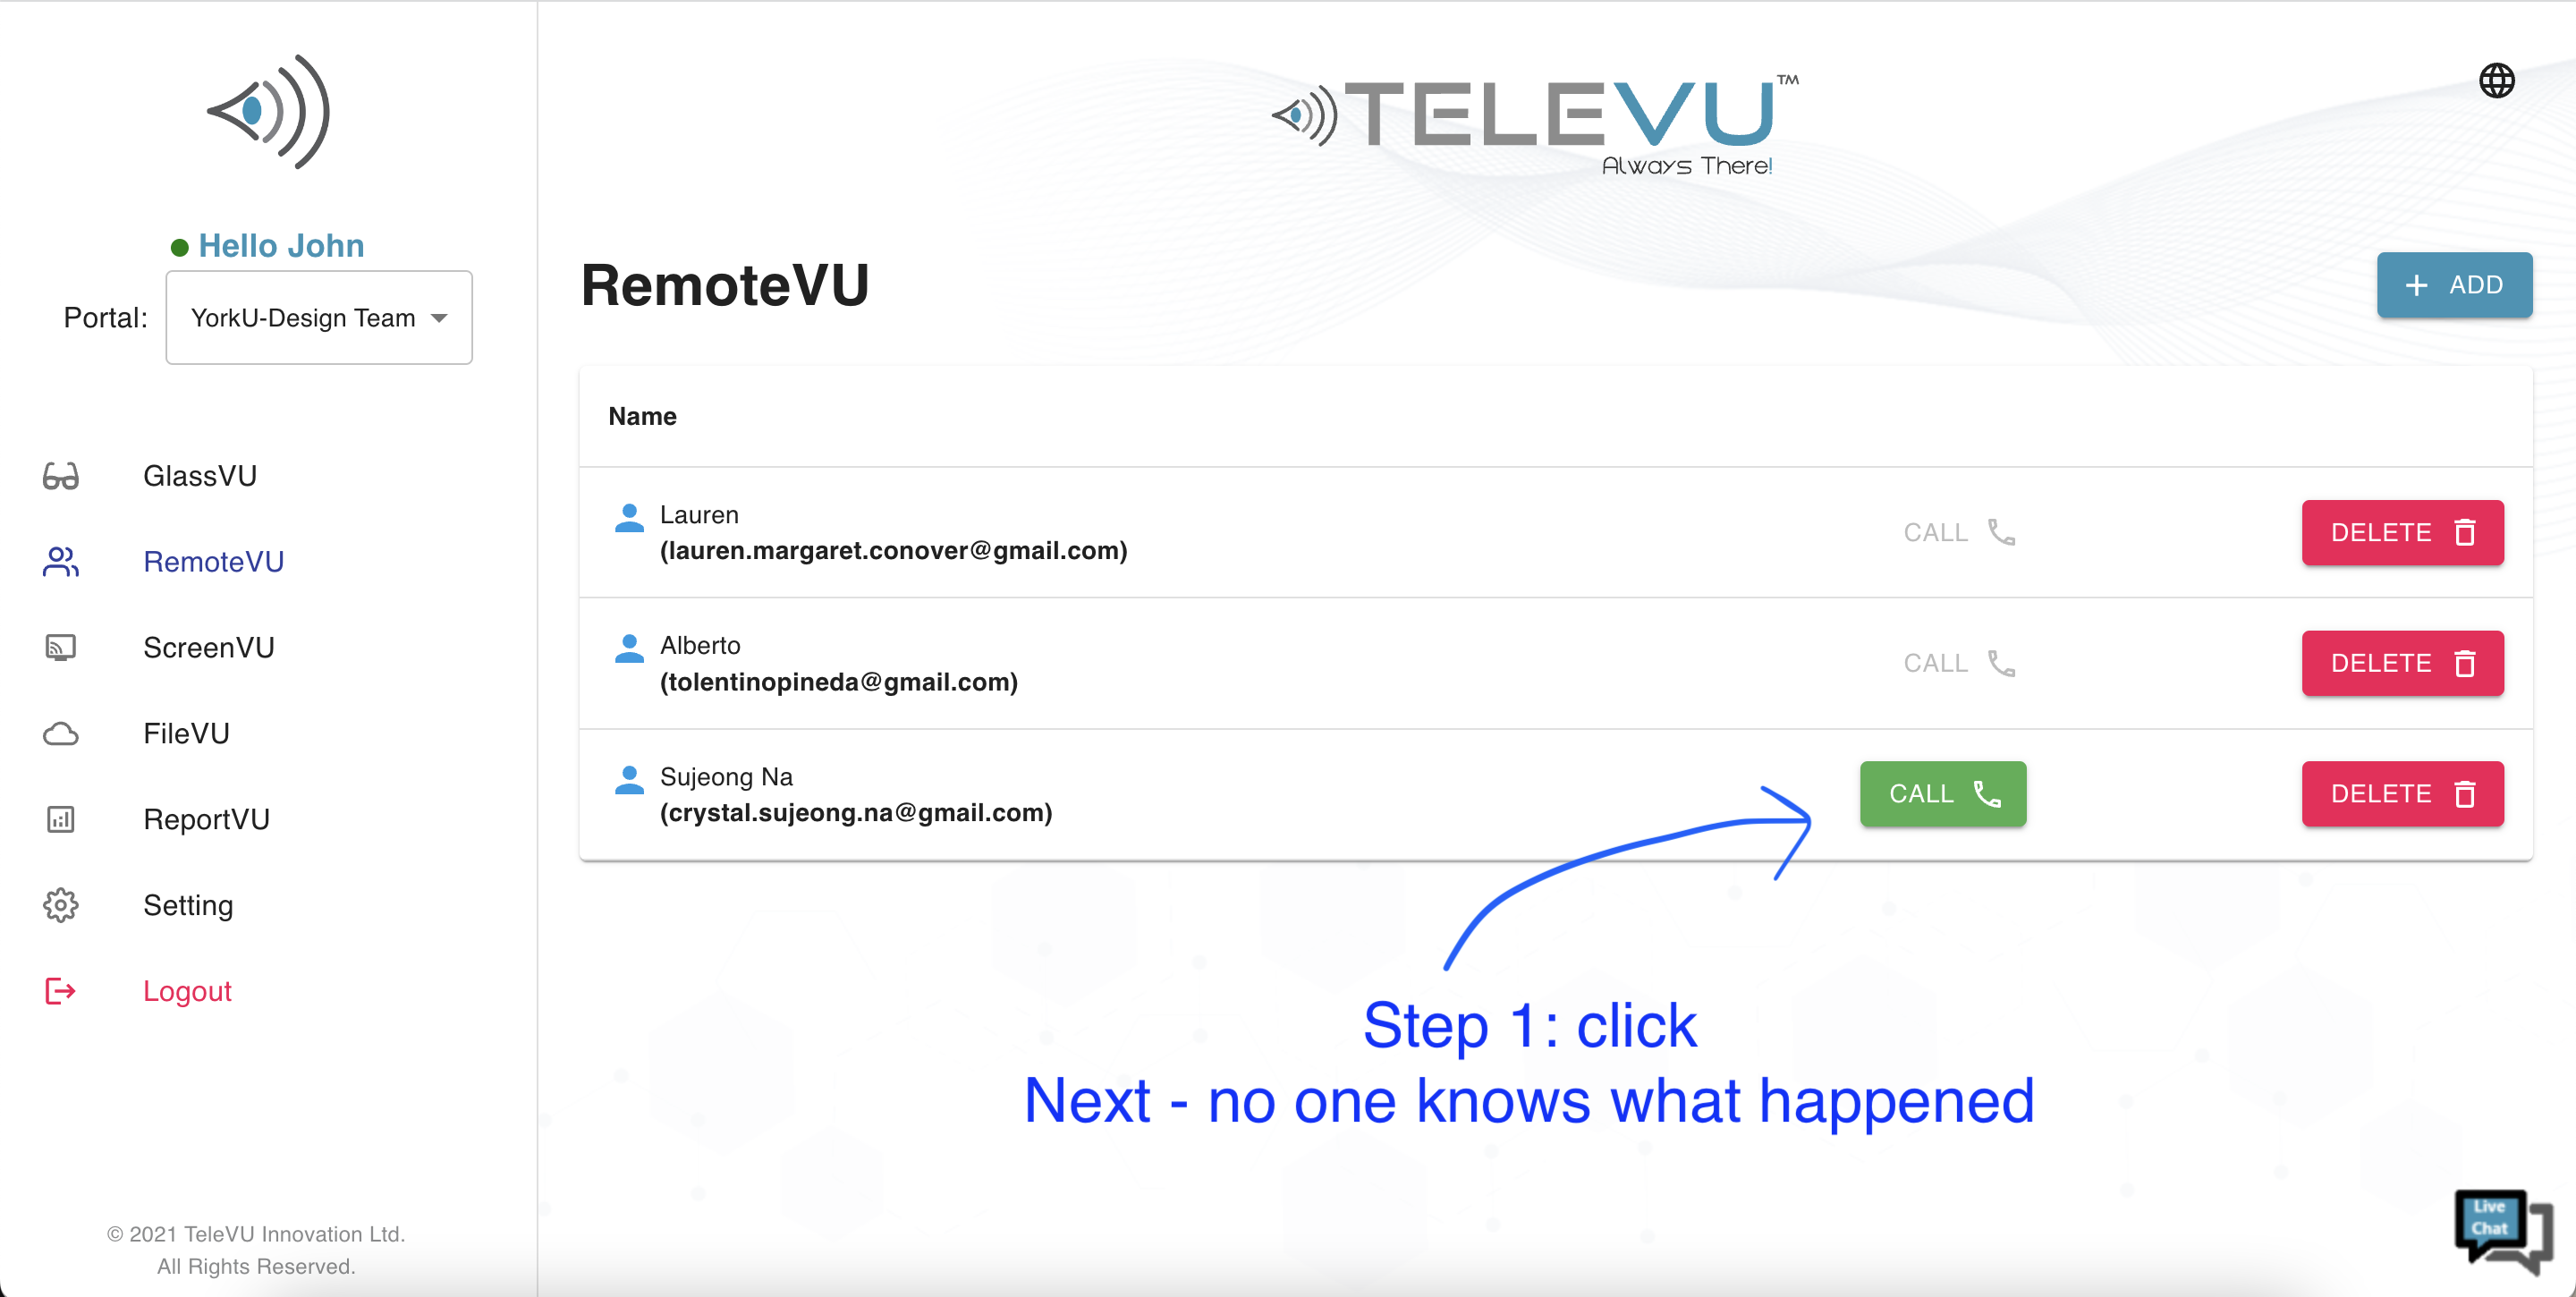 TELEVU™
Always There!
Hello John
Portal: YorkU-Design Team
GlassVU
RemoteVU
ScreenVU
FileVU
ReportVU
Setting
Logout
© 2021 TeleVU Innovation Ltd.
All Rights Reserved.
RemoteVU
+ ADD
Name
Lauren
(lauren.margaret.conover@gmail.com)
CALL
DELETE
Alberto
(tolentinopineda@gmail.com)
CALL
DELETE
Sujeong Na
(crystal.sujeong.na@gmail.com)
CALL
DELETE
Step 1: click
Next - no one knows what happened
Live
Chat